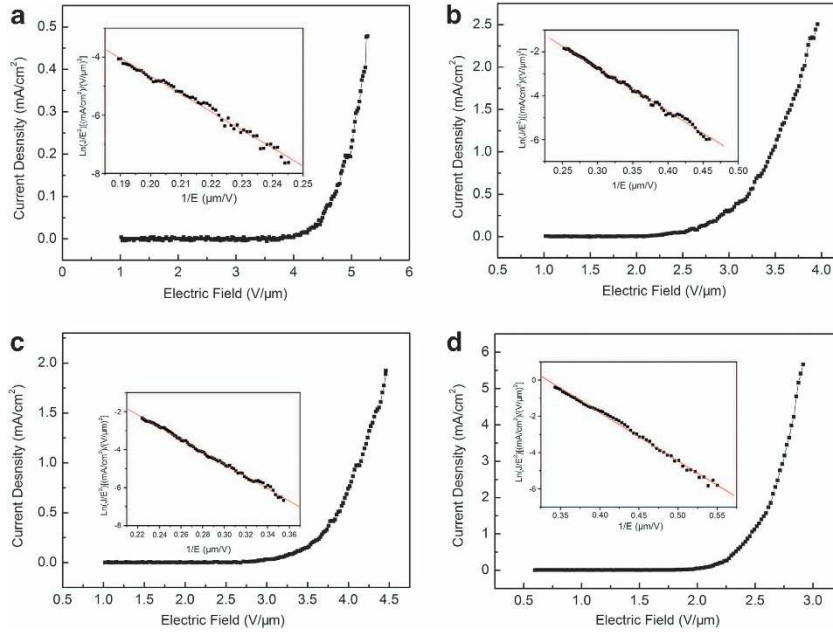 a
Current Desnsity (mA/cm²)
0.5
0.4
0.3
0.2
0.1
0.0
0 1 2 3 4 5 6
Electric Field (V/μm)
Ln(J/E²)[(mA/cm²)/(V/μm)²]
-4
-6
-8
0.19 0.20 0.21 0.22 0.23 0.24 0.25
1/E (μm/V)
b
Current Desnsity (mA/cm²)
2.5
2.0
1.5
1.0
0.5
0.0
0.5 1.0 1.5 2.0 2.5 3.0 3.5 4.0
Electric Field (V/μm)
Ln(J/E²)[(mA/cm²)/(V/μm)²]
-2
-4
-6
0.25 0.30 0.35 0.40 0.45 0.50
1/E (μm/V)
c
Current Desnsity (mA/cm²)
2.0
1.5
1.0
0.5
0.0
0.5 1.0 1.5 2.0 2.5 3.0 3.5 4.0 4.5
Electric Field (V/μm)
Ln(J/E²)[(mA/cm²)/(V/μm)²]
-2
-4
-6
-8
0.22 0.24 0.26 0.28 0.30 0.32 0.34 0.36
1/E (μm/V)
d
Current Desnsity (mA/cm²)
6
5
4
3
2
1
0
0.5 1.0 1.5 2.0 2.5 3.0
Electric Field (V/μm)
Ln(J/E²)[(mA/cm²)/(V/μm)²]
0
-2
-4
-6
0.35 0.40 0.45 0.50 0.55
1/E (μm/V)